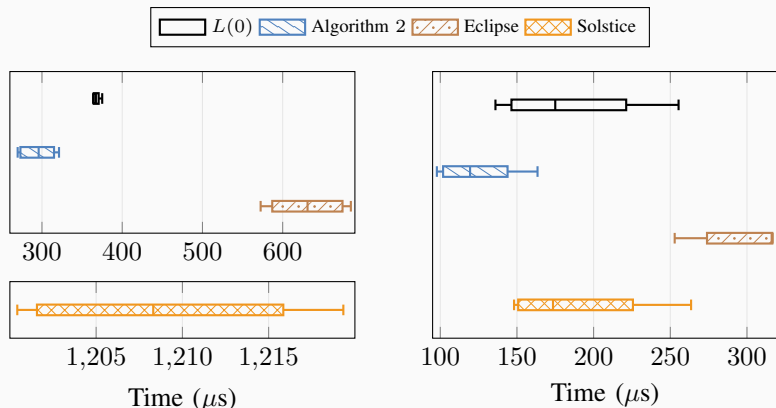 L(0) Algorithm 2 Eclipse Solstice
300 400 500 600
1,205 1,210 1,215
Time (μs)
100 150 200 250 300
Time (μs)